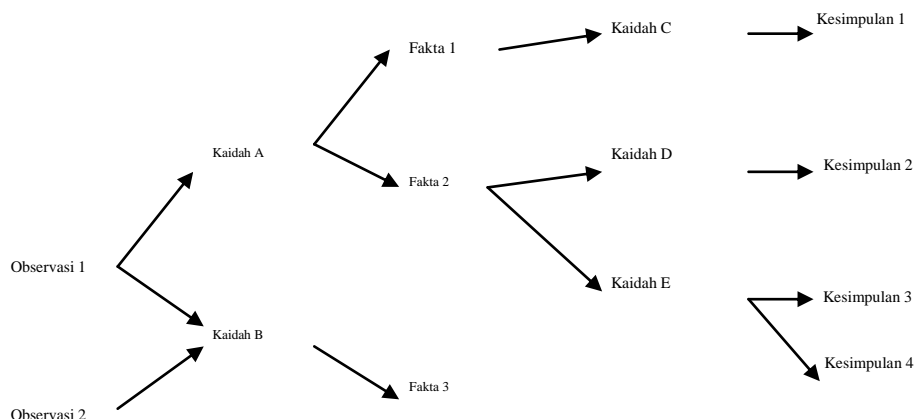 Kesimpulan 1
Kaidah C
Fakta 1
Kaidah A
Kaidah D
Kesimpulan 2
Fakta 2
Observasi 1
Kaidah E
Kesimpulan 3
Kaidah B
Kesimpulan 4
Fakta 3
Observasi 2